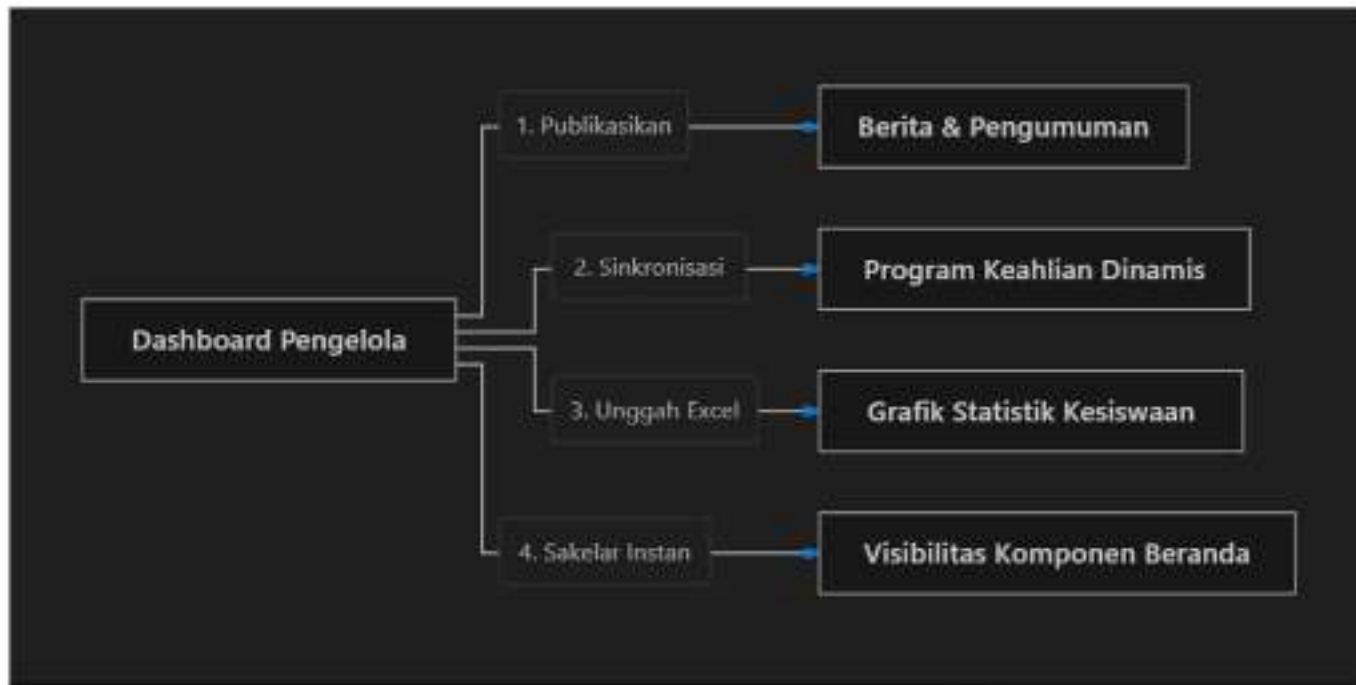 1. Publikasikan
Berita & Pengumuman
2. Sinkronisasi
Program Keahlian Dinamis
Dashboard Pengelola
3. Unggah Excel
Grafik Statistik Kesiswaan
4. Sakelar Instan
Visibilitas Komponen Beranda